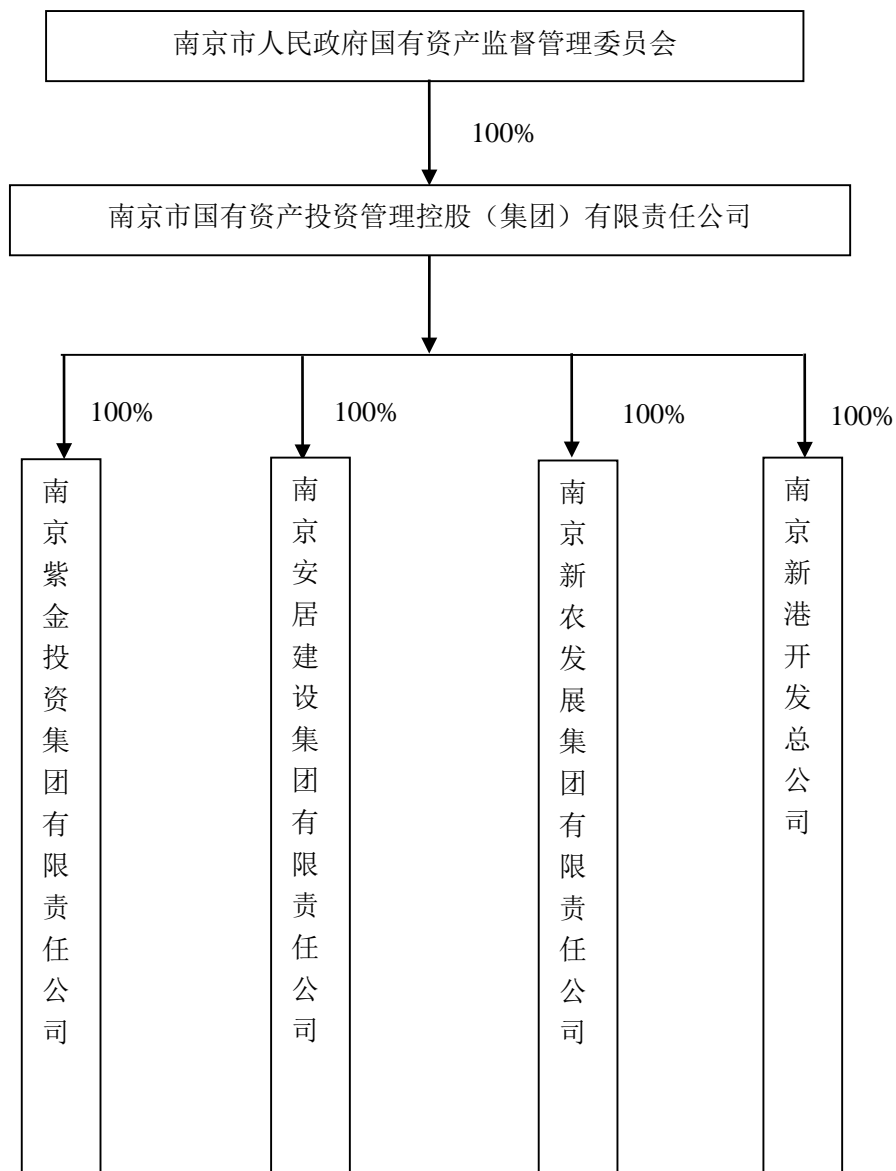 南京市人民政府国有资产监督管理委员会
100%
南京市国有资产投资管理控股（集团）有限责任公司
100%
100%
100%
100%
南京紫金投资集团有限责任公司
南京安居建设集团有限责任公司
南京新农发展集团有限责任公司
南京新港开发总公司